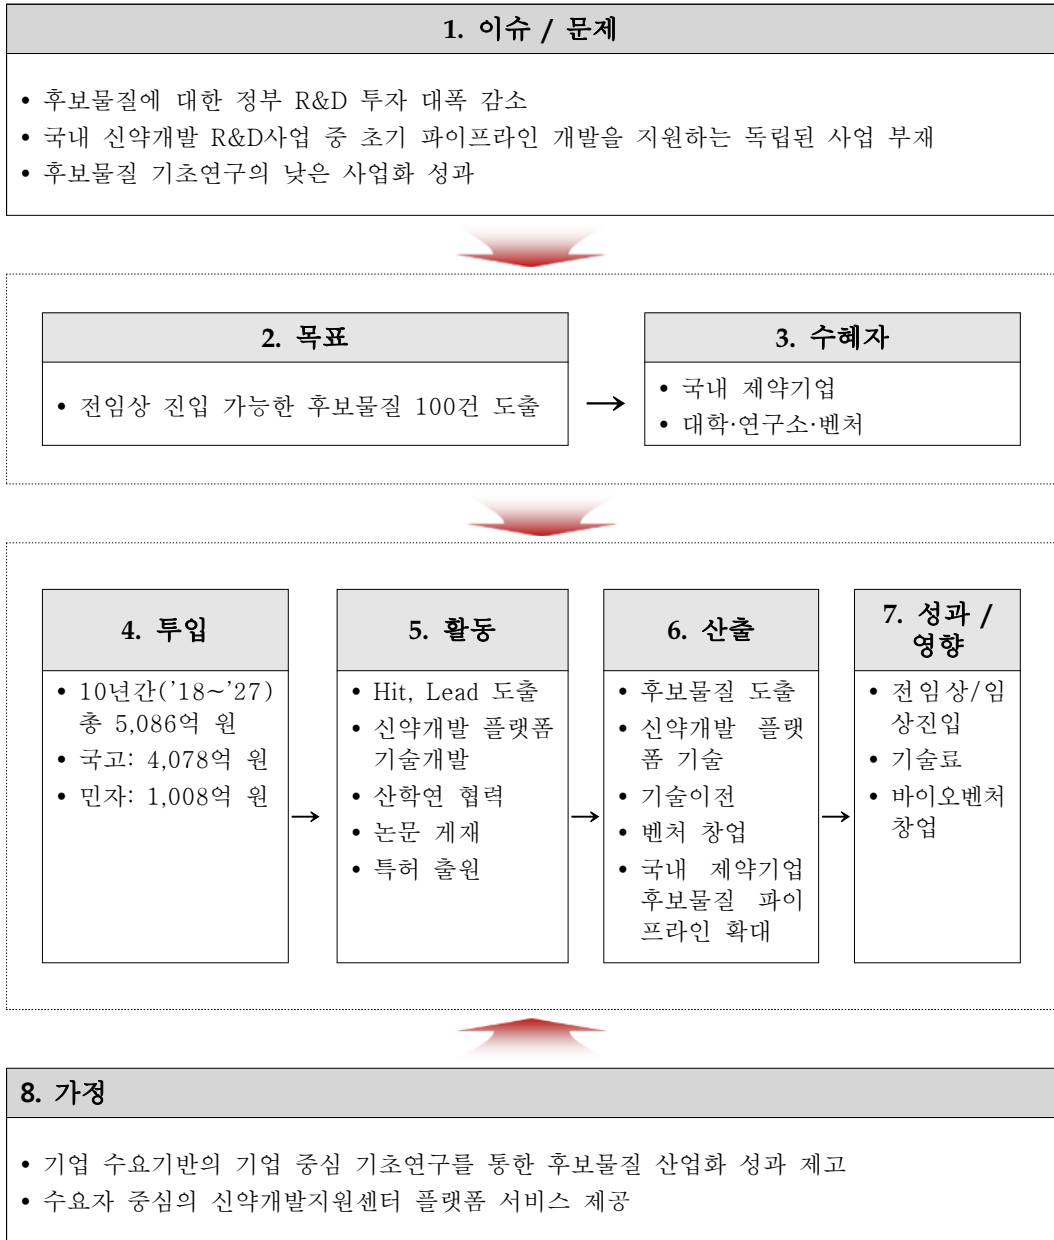 1. 이슈 / 문제
• 후보물질에 대한 정부 R&D 투자 대폭 감소
• 국내 신약개발 R&D사업 중 초기 파이프라인 개발을 지원하는 독립된 사업 부재
• 후보물질 기초연구의 낮은 사업화 성과
2. 목표
• 전임상 진입 가능한 후보물질 100건 도출
3. 수혜자
• 국내 제약기업
• 대학·연구소·벤처
4. 투입
• 10년간('18~'27)
총 5,086억 원
• 국고: 4,078억 원
• 민자: 1,008억 원
5. 활동
• Hit, Lead 도출
• 신약개발 플랫폼
기술개발
• 산학연 협력
• 논문 게재
• 특허 출원
6. 산출
• 후보물질 도출
• 신약개발 플랫
폼 기술
• 기술이전
• 벤처 창업
• 국내 제약기업
후보물질 파이
프라인 확대
7. 성과 /
영향
• 전임상/임
상진입
• 기술료
• 바이오벤처
창업
8. 가정
• 기업 수요기반의 기업 중심 기초연구를 통한 후보물질 산업화 성과 제고
• 수요자 중심의 신약개발지원센터 플랫폼 서비스 제공